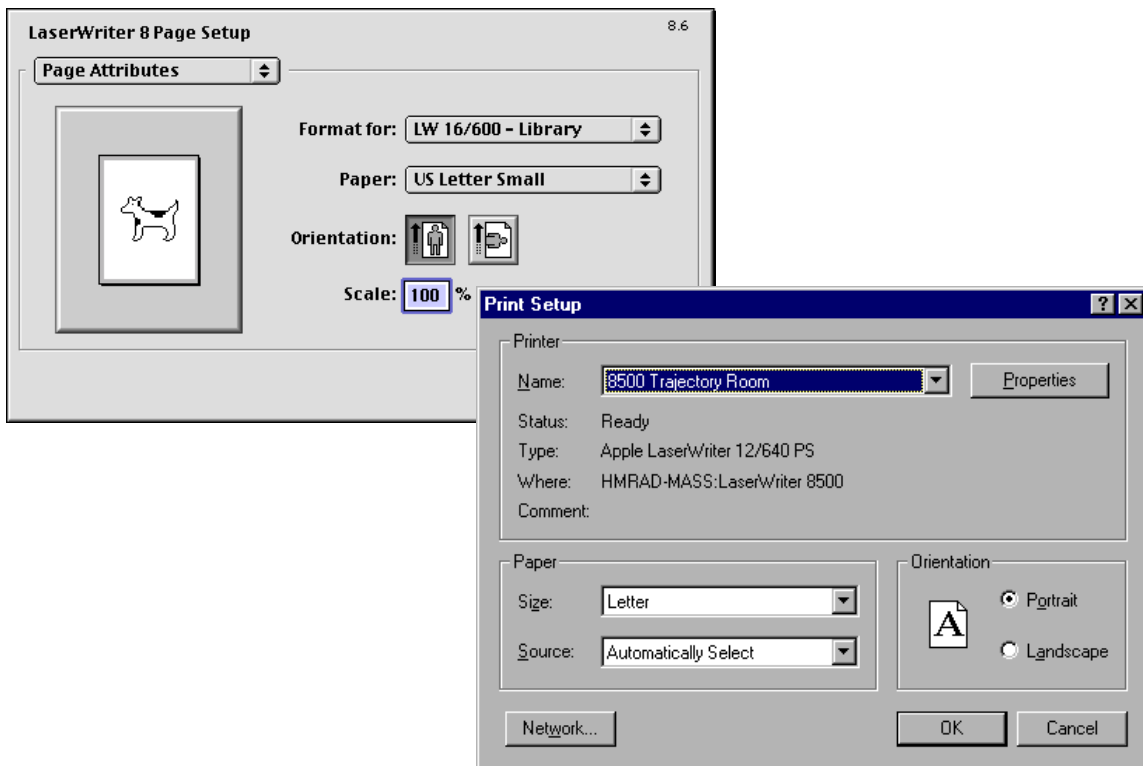 LaserWriter 8 Page Setup
8.6
Page Attributes
Format for: LW 16/600 - Library
Paper: US Letter Small
Orientation:
Scale: 100 %
Print Setup
Printer
Name: 8500 Trajectory Room Properties
Status: Ready
Type: Apple LaserWriter 12/640 PS
Where: HMRAD-MASS:LaserWriter 8500
Comment:
Paper
Size: Letter
Source: Automatically Select
Orientation
A
Portrait
Landscape
Network...
OK
Cancel